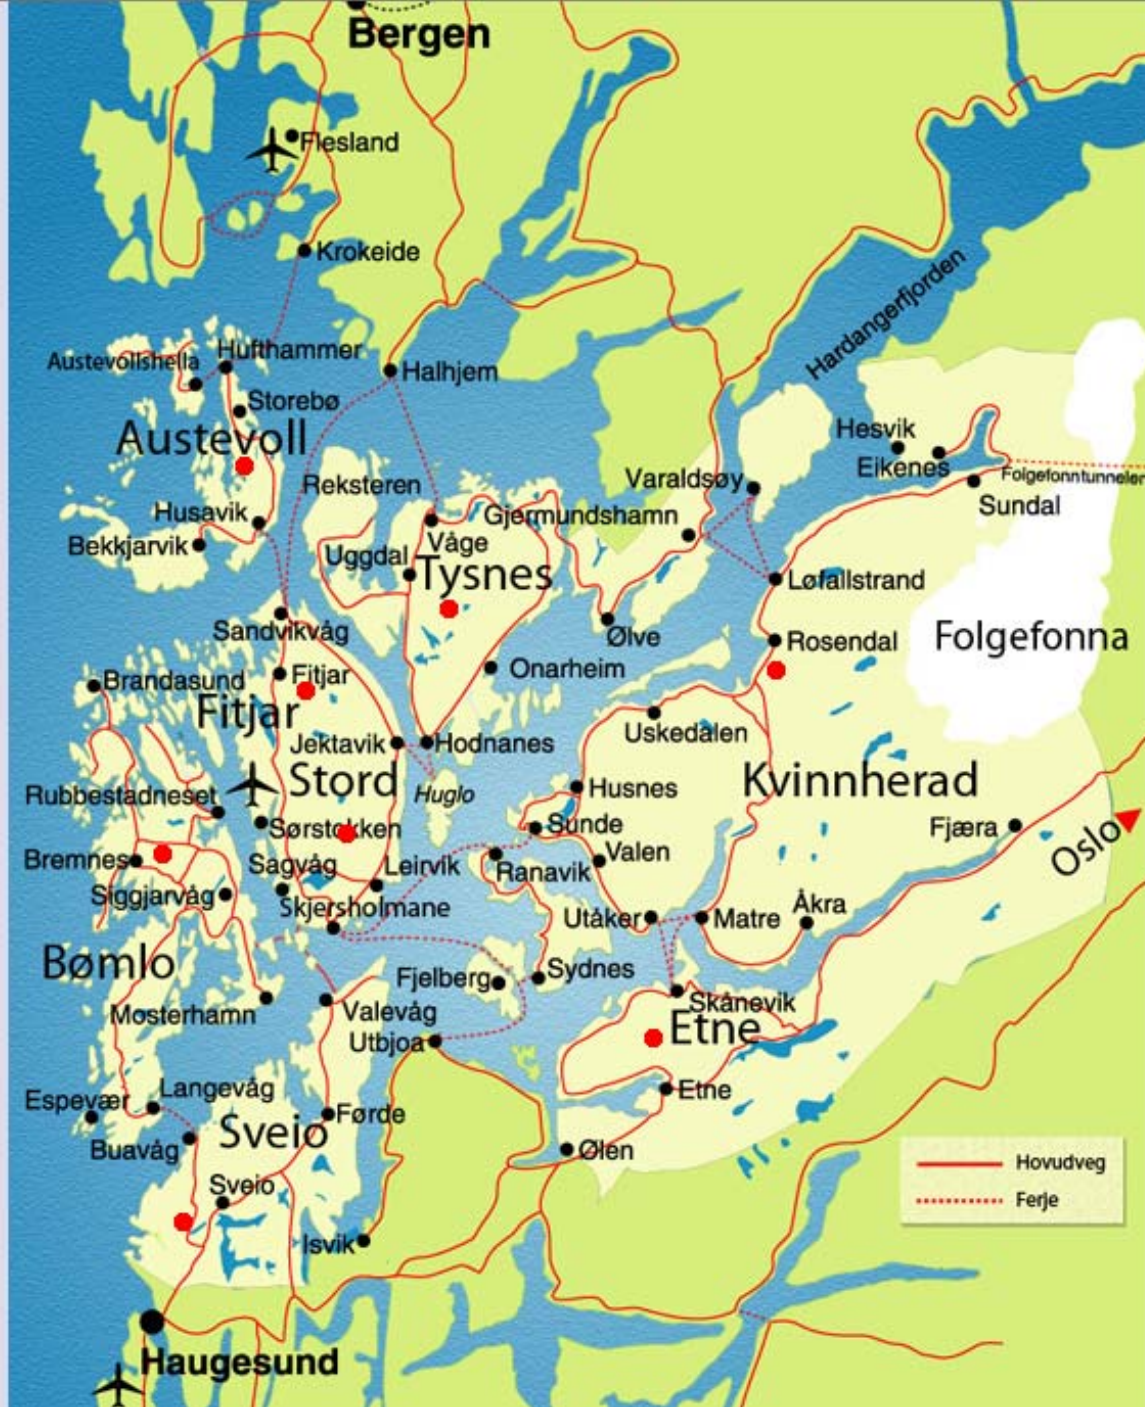 Bergen
Flesland
Krokeide
Hardangerfjorden
Austevollshella
Hufthammer
Halhjem
Storebø
Austevoll
Hesvik
Eikenes
Folgefonntunnelen
Sundal
Reksteren
Varaldsøy
Husavik
Gjermundshamn
Bekkjarvik
Våge
Uggdal
Tysnes
Løfallstrand
Sandvikvåg
Ølve
Rosendal
Folgefonna
Brandasund
Fitjar
Onarheim
Fitjar
Uskedalen
Jektavik
Hodnanes
Stord
Huglo
Husnes
Kvinnherad
Rubbestadneset
Sørstokken
Sunde
Fjæra
Oslo
Bremnes
Sagvåg
Leirvik
Ranavik
Valen
Siggjarvåg
Skjersholmane
Utåker
Matre
Åkra
Bømlo
Fjelberg
Sydnes
Mosterhamn
Valevåg
Skånevik
Utbjoa
Etne
Espevær
Langevåg
Etne
Førde
Buavåg
Sveio
Ølen
Hovudveg
Sveio
Ferje
Isvik
Haugesund